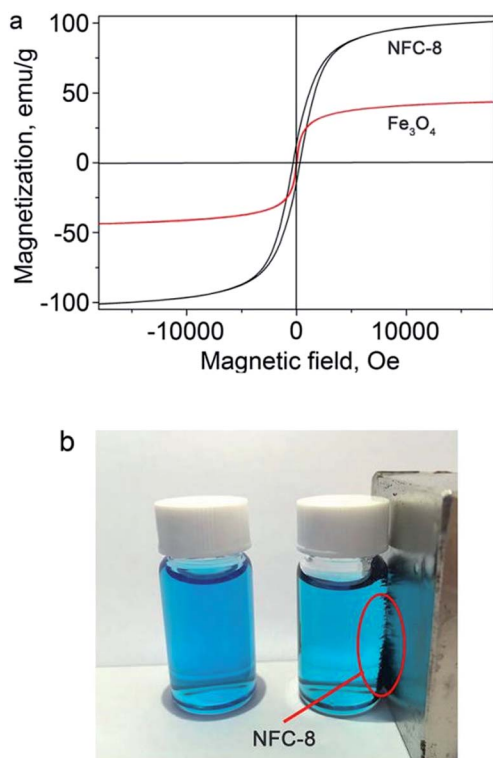 a
100
NFC-8
50
Fe₃O₄
0
-50
-100
Magnetization, emu/g
-10000 0 10000
Magnetic field, Oe
b
NFC-8